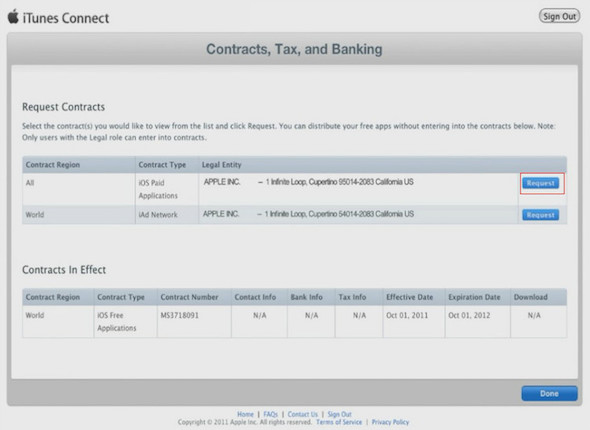 iTunes Connect
Sign Out
Contracts, Tax, and Banking
Request Contracts
Select the contract(s) you would like to view from the list and click Request. You can distribute your free apps without entering into the contracts below. Note:
Only users with the Legal role can enter into contracts.
Contract Region Contract Type Legal Entity
All iOS Paid Applications APPLE INC. – 1 Infinite Loop, Cupertino 95014-2083 California US Request
World iAd Network APPLE INC. – 1 Infinite Loop, Cupertino 54014-2083 California US Request
Contracts In Effect
Contract Region Contract Type Contract Number Contact Info Bank Info Tax Info Effective Date Expiration Date Download
World iOS Free Applications MS3718091 N/A N/A N/A Oct 01, 2011 Oct 01, 2012 N/A
Done
Home | FAQs | Contact Us | Sign Out
Copyright © 2011 Apple Inc. All rights reserved. Terms of Service | Privacy Policy